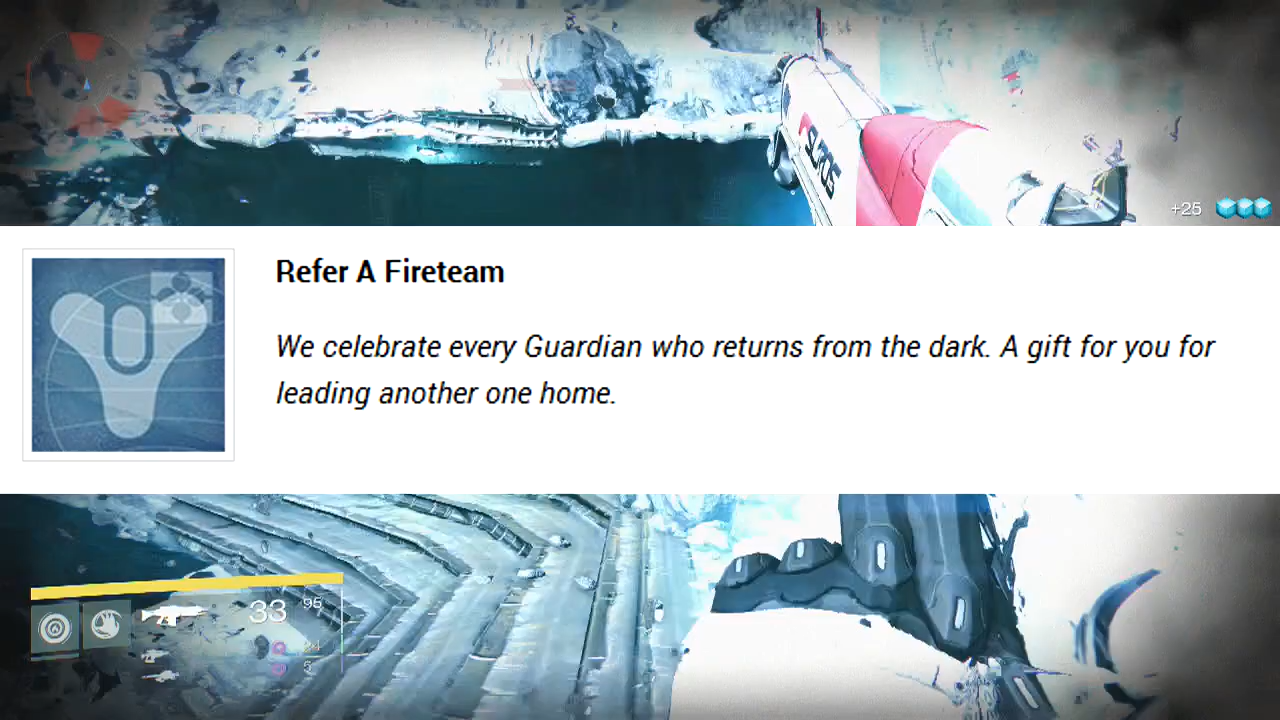 SUROS
+25
Refer A Fireteam
We celebrate every Guardian who returns from the dark. A gift for you for
leading another one home.
33 95